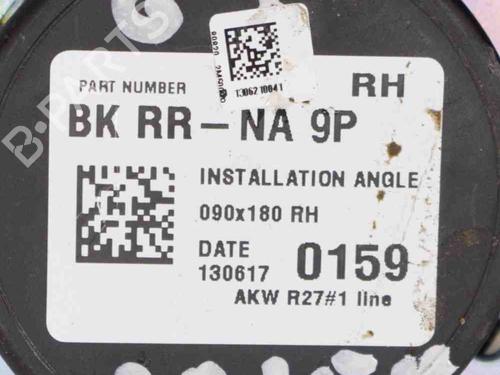 B-PARTS
1306210041
PART NUMBER
RH
BK RR-NA 9P
INSTALLATION ANGLE
090x180 RH
DATE
130617
0159
AKW R27#1 line